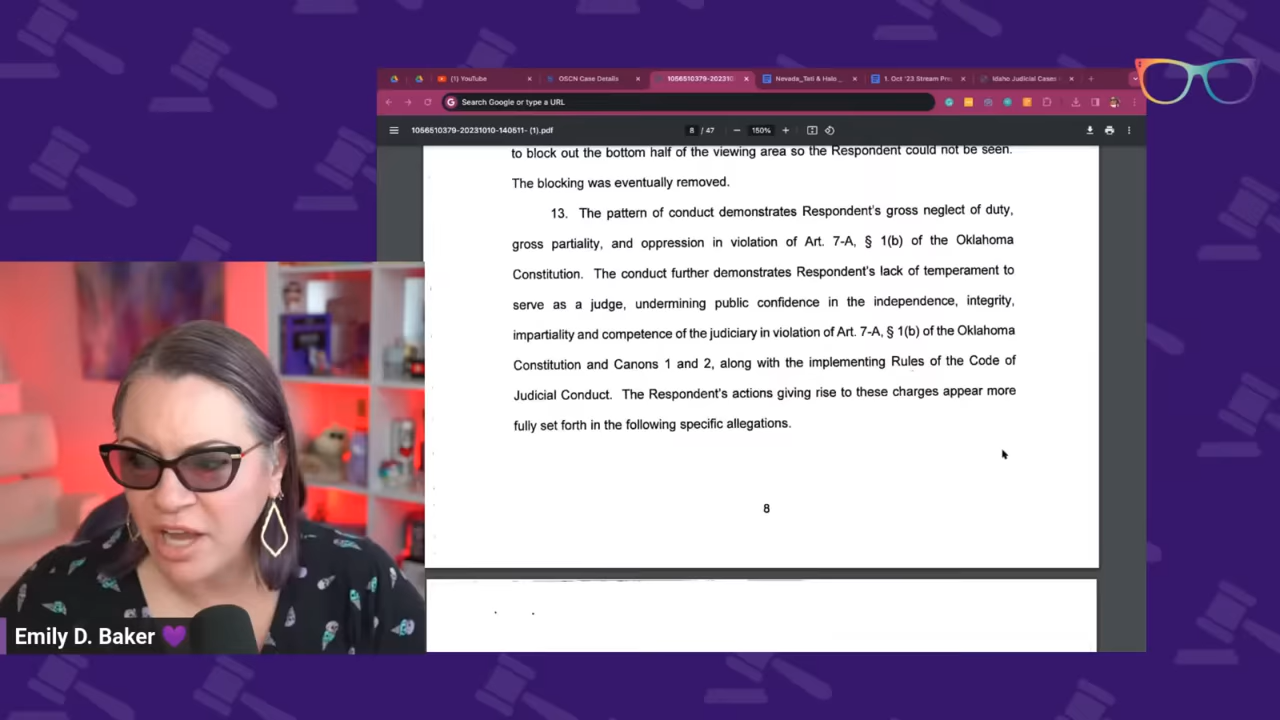 (1) YouTube
OSCN Case Details
1056510379-202310
Nevada_Tell & Halo
1. Oct '23 Stream Pre
Idaho Judicial Cases
Search Google or type a URL
1056510379-20231010-140511- (1).pdf
8 / 47
150%
to block out the bottom half of the viewing area so the Respondent could not be seen.
The blocking was eventually removed.
13. The pattern of conduct demonstrates Respondent's gross neglect of duty,
gross partiality, and oppression in violation of Art. 7-A, § 1(b) of the Oklahoma
Constitution. The conduct further demonstrates Respondent's lack of temperament to
serve as a judge, undermining public confidence in the independence, integrity,
impartiality and competence of the judiciary in violation of Art. 7-A, § 1(b) of the Oklahoma
Constitution and Canons 1 and 2, along with the implementing Rules of the Code of
Judicial Conduct. The Respondent's actions giving rise to these charges appear more
fully set forth in the following specific allegations.
8
Emily D. Baker 💜